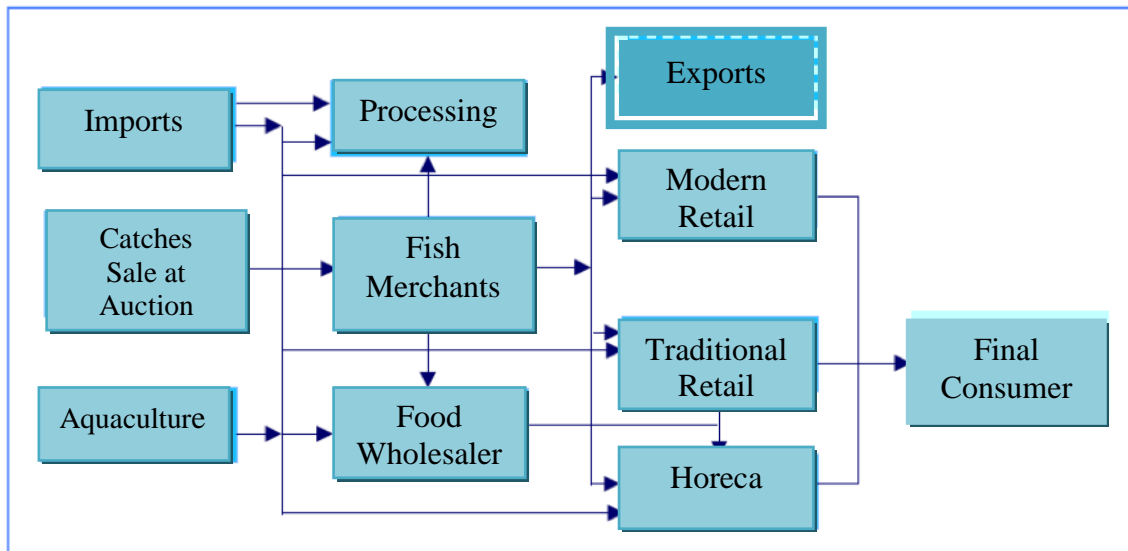 Imports
Processing
Exports
Catches
Sale at
Auction
Fish
Merchants
Modern
Retail
Aquaculture
Food
Wholesaler
Traditional
Retail
Horeca
Final
Consumer